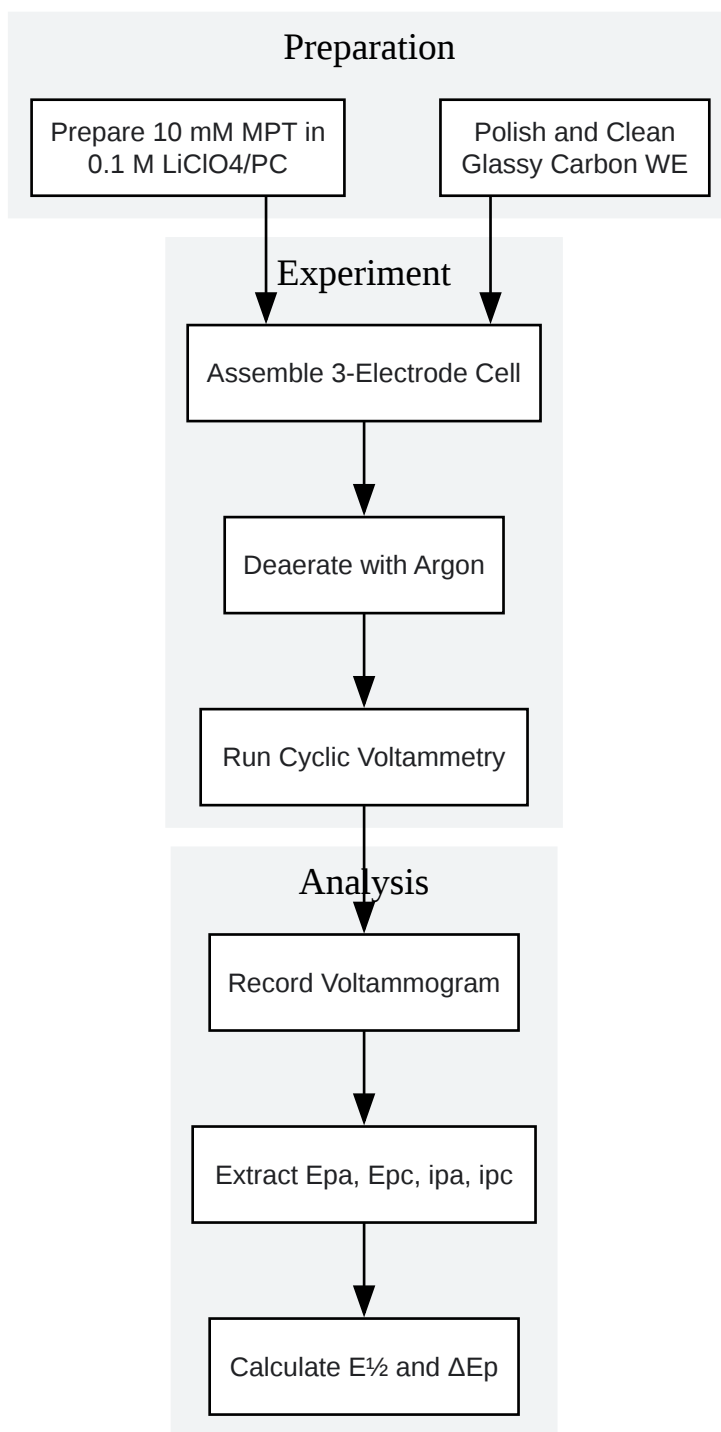 Preparation
Prepare 10 mM MPT in
0.1 M LiClO4/PC
Polish and Clean
Glassy Carbon WE
Experiment
Assemble 3-Electrode Cell
Deaerate with Argon
Run Cyclic Voltammetry
Analysis
Record Voltammogram
Extract Epa, Epc, ipa, ipc
Calculate E½ and ΔEp